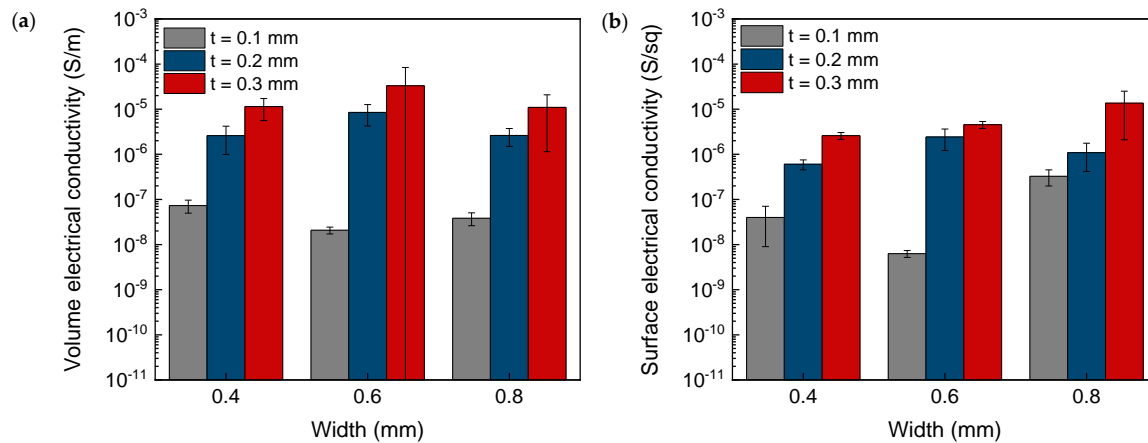 (a)
Volume electrical conductivity (S/m)
10⁻³
10⁻⁴
10⁻⁵
10⁻⁶
10⁻⁷
10⁻⁸
10⁻⁹
10⁻¹⁰
10⁻¹¹
t = 0.1 mm
t = 0.2 mm
t = 0.3 mm
0.4 0.6 0.8
Width (mm)
(b)
Surface electrical conductivity (S/sq)
10⁻³
10⁻⁴
10⁻⁵
10⁻⁶
10⁻⁷
10⁻⁸
10⁻⁹
10⁻¹⁰
10⁻¹¹
t = 0.1 mm
t = 0.2 mm
t = 0.3 mm
0.4 0.6 0.8
Width (mm)